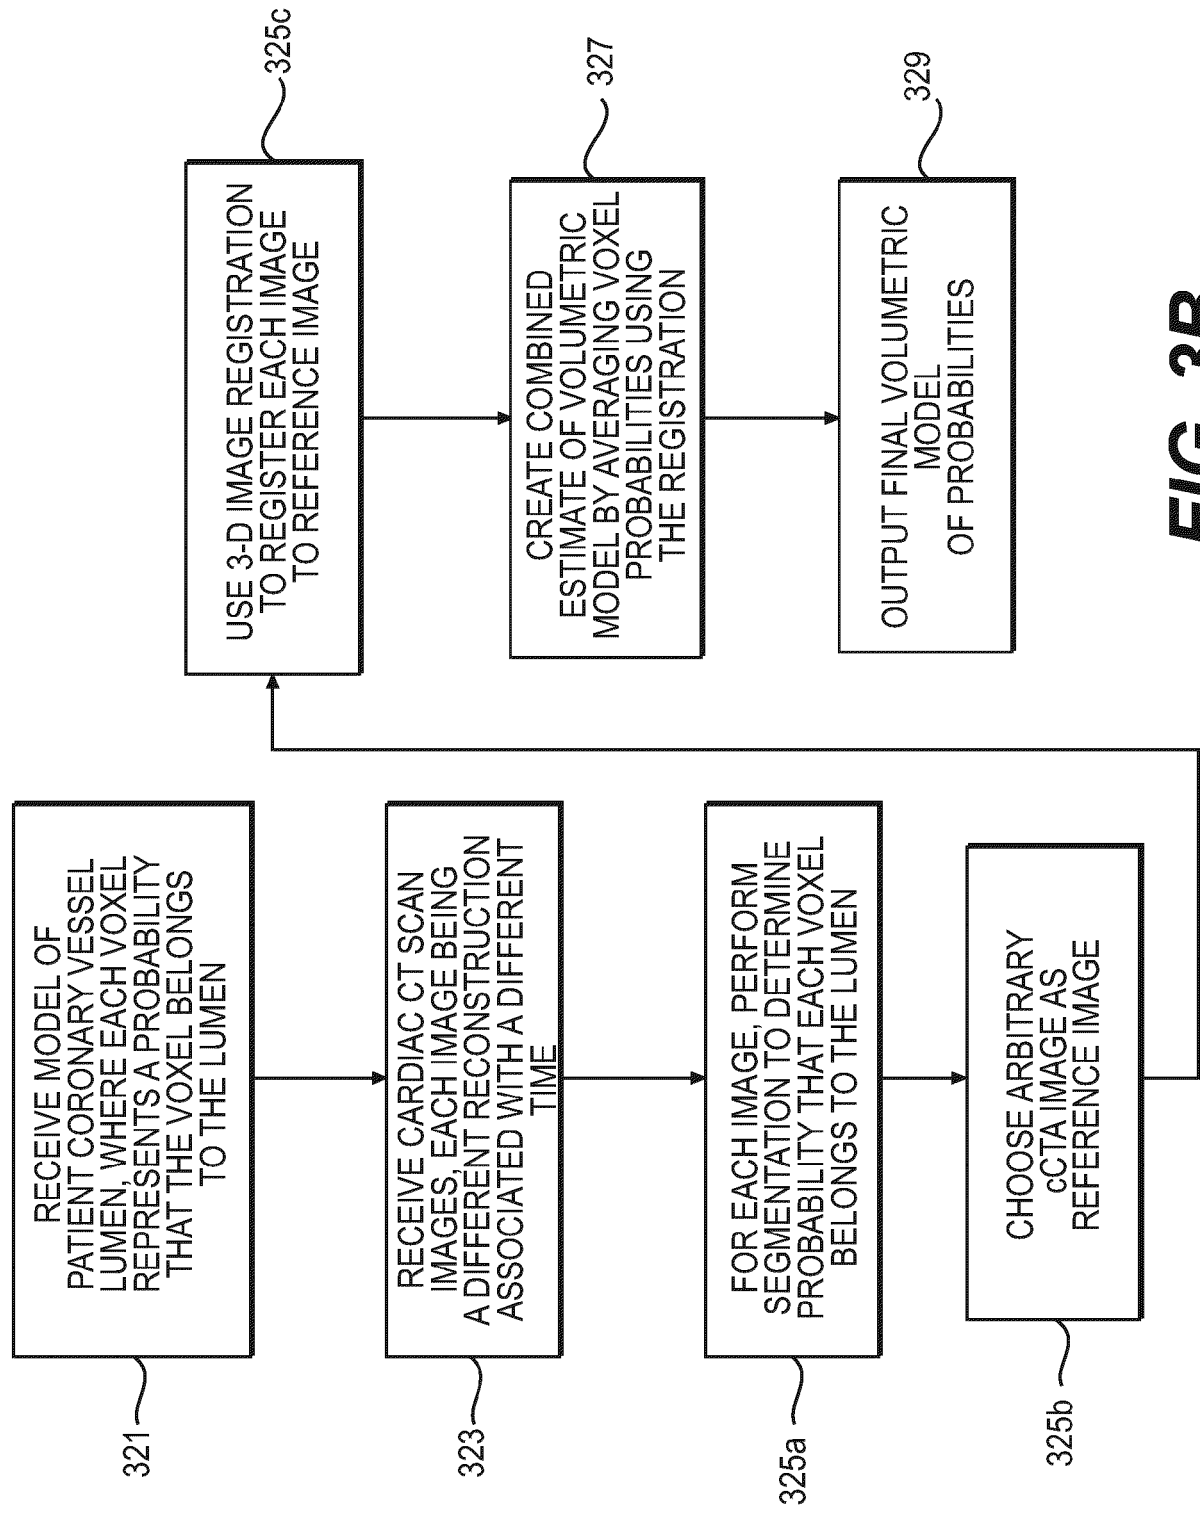 RECEIVE MODEL OF
PATIENT CORONARY VESSEL
LUMEN, WHERE EACH VOXEL
REPRESENTS A PROBABILITY
THAT THE VOXEL BELONGS
TO THE LUMEN
321
RECEIVE CARDIAC CT SCAN
IMAGES, EACH IMAGE BEING
A DIFFERENT RECONSTRUCTION
ASSOCIATED WITH A DIFFERENT
TIME
323
FOR EACH IMAGE, PERFORM
SEGMENTATION TO DETERMINE
PROBABILITY THAT EACH VOXEL
BELONGS TO THE LUMEN
325a
CHOOSE ARBITRARY
cCTA IMAGE AS
REFERENCE IMAGE
325b
USE 3-D IMAGE REGISTRATION
TO REGISTER EACH IMAGE
TO REFERENCE IMAGE
325c
CREATE COMBINED
ESTIMATE OF VOLUMETRIC
MODEL BY AVERAGING VOXEL
PROBABILITIES USING
THE REGISTRATION
327
OUTPUT FINAL VOLUMETRIC
MODEL
OF PROBABILITIES
329
FIG. 3B